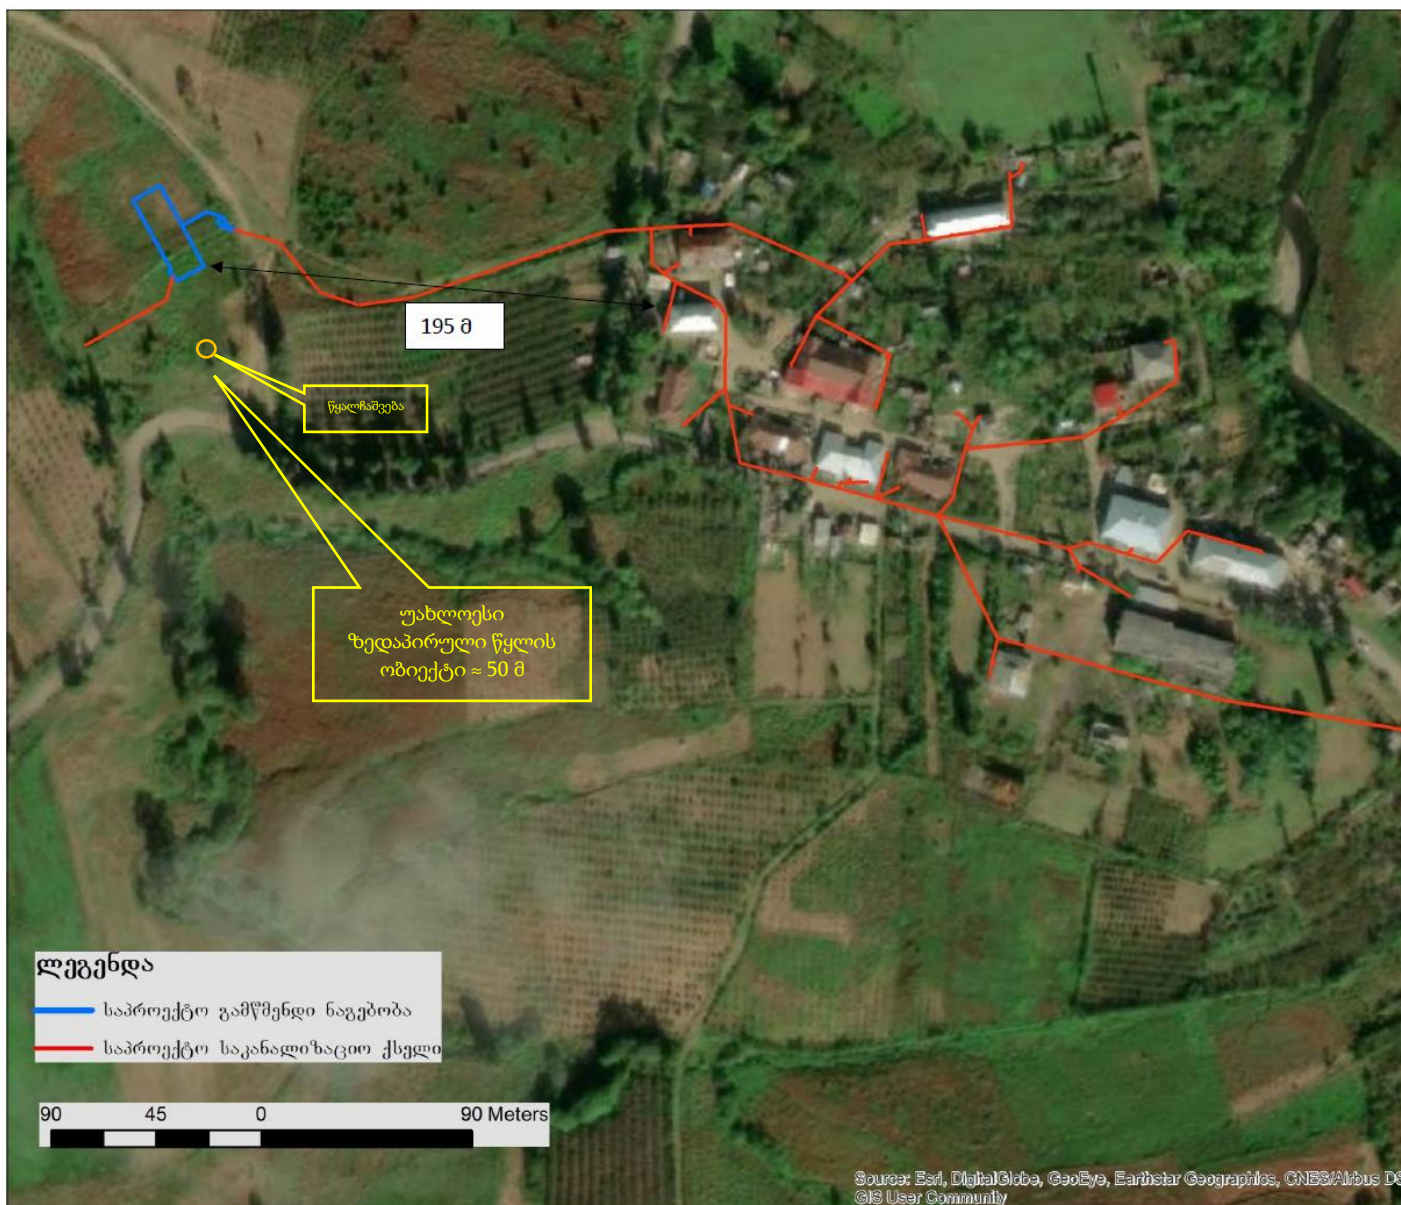 195 მ
წყალჩაშვება
უახლოესი
ზედაპირული წყლის
ობიექტი ≈ 50 მ
ლეგენდა
საპროექტო გამწმენდი ნაგებობა
საპროექტო საკანალიზაციო ქსელი
90 45 0 90 Meters
Source: Esri, DigitalGlobe, GeoEye, Earthstar Geographics, CNES/Airbus DS
GIS User Community